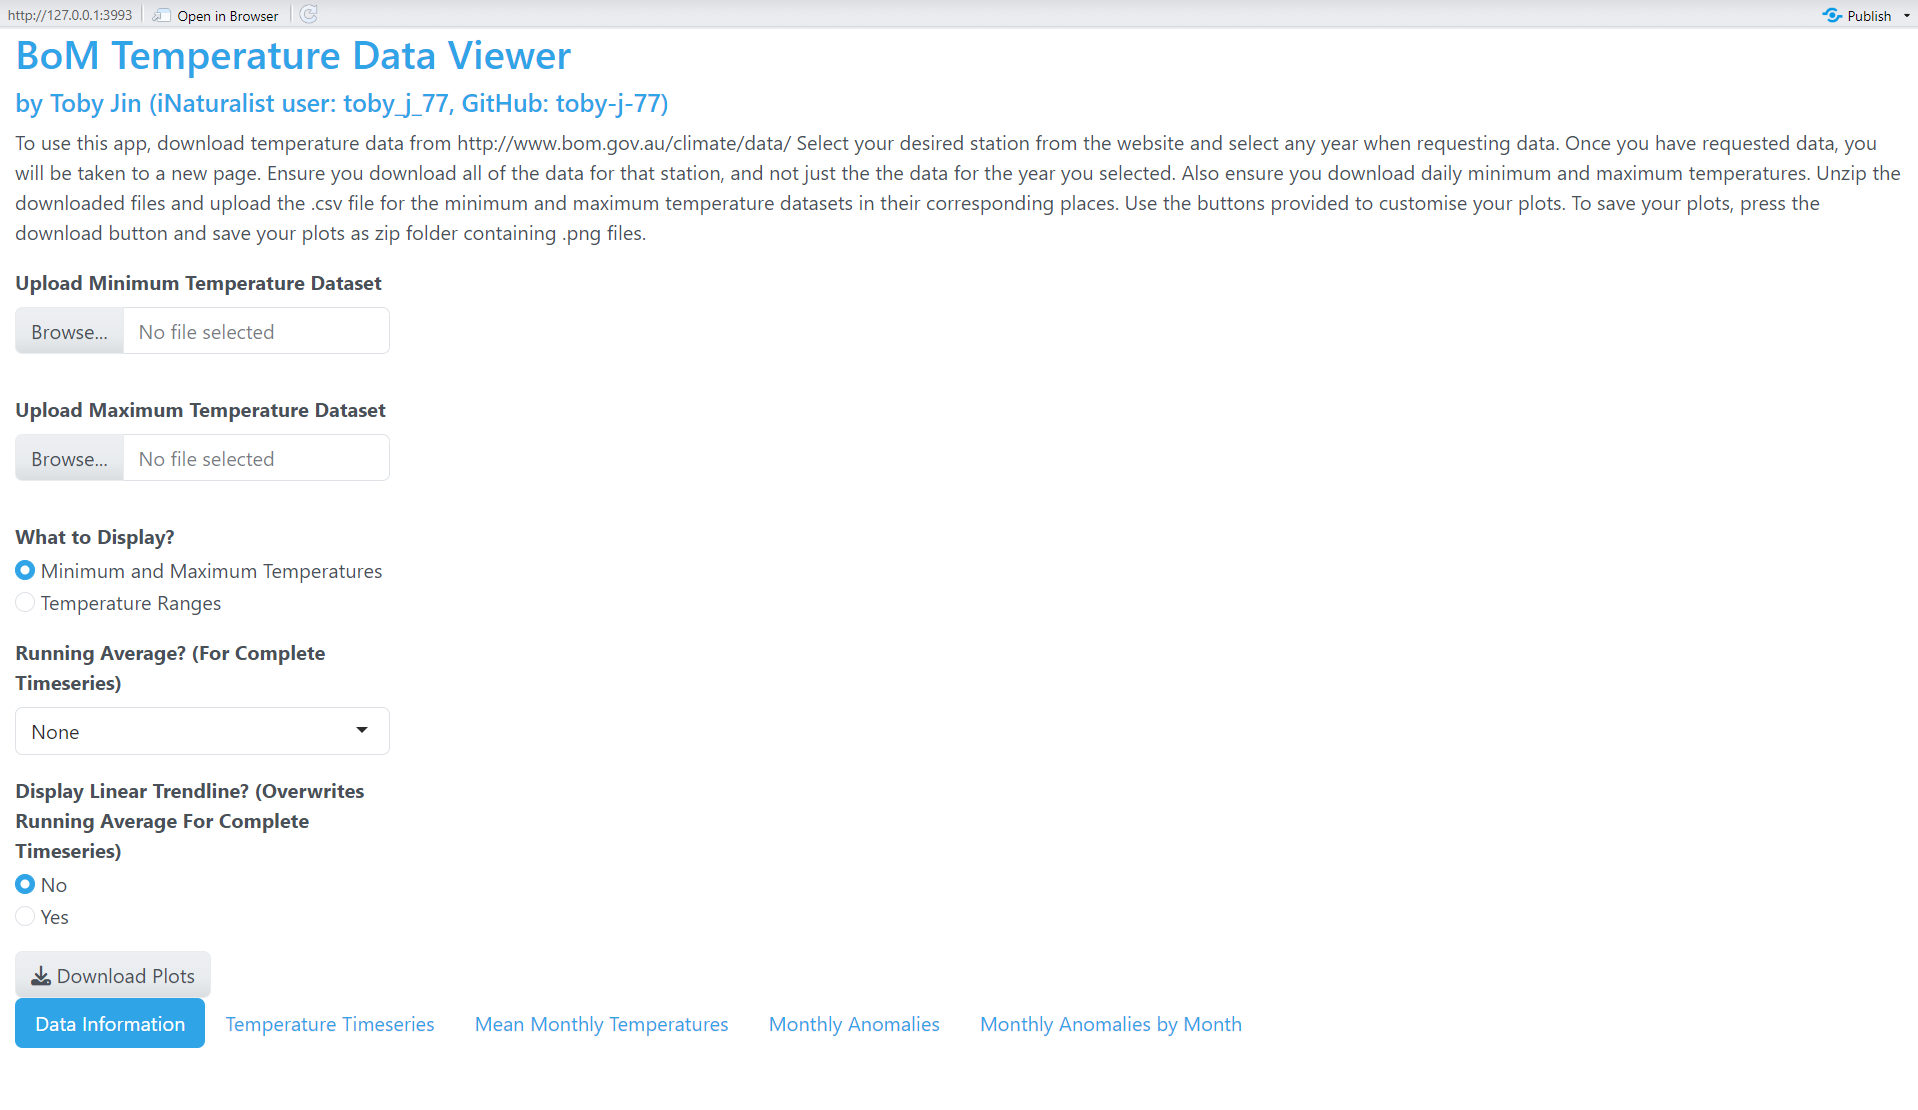 http://127.0.0.1:3993 Open in Browser Publish
BoM Temperature Data Viewer
by Toby Jin (iNaturalist user: toby_j_77, GitHub: toby-j-77)
To use this app, download temperature data from http://www.bom.gov.au/climate/data/ Select your desired station from the website and select any year when requesting data. Once you have requested data, you
will be taken to a new page. Ensure you download all of the data for that station, and not just the the data for the year you selected. Also ensure you download daily minimum and maximum temperatures. Unzip the
downloaded files and upload the .csv file for the minimum and maximum temperature datasets in their corresponding places. Use the buttons provided to customise your plots. To save your plots, press the
download button and save your plots as zip folder containing .png files.
Upload Minimum Temperature Dataset
Browse... No file selected
Upload Maximum Temperature Dataset
Browse... No file selected
What to Display?
Minimum and Maximum Temperatures
Temperature Ranges
Running Average? (For Complete
Timeseries)
None
Display Linear Trendline? (Overwrites
Running Average For Complete
Timeseries)
No
Yes
Download Plots
Data Information Temperature Timeseries Mean Monthly Temperatures Monthly Anomalies Monthly Anomalies by Month